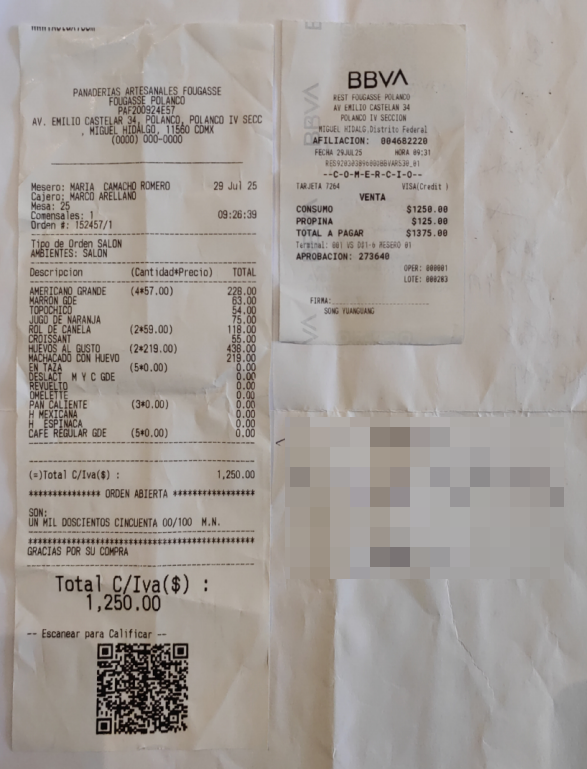 PANADERIAS ARTESANALES FOUGASSE
FOUGASSE POLANCO
PAF200924E57
AV. EMILIO CASTELAR 34, POLANCO, POLANCO IV SECC
, MIGUEL HIDALGO, 11560 CDMX
(0000) 000-0000
Mesero: MARIA CAMACHO ROMERO 29 Jul 25
Cajero: MARCO ARELLANO
Mesa: 25
Comensales: 1 09:26:39
Orden #: 152457/1
Tipo de Orden SALON
AMBIENTES: SALON
Descripcion (Cantidad*Precio) TOTAL
AMERICANO GRANDE (4*57.00) 228.00
MARRON GDE 63.00
TOPOCHICO 54.00
JUGO DE NARANJA 75.00
ROL DE CANELA (2*59.00) 118.00
CROISSANT 55.00
HUEVOS AL GUSTO (2*219.00) 438.00
MACHACADO CON HUEVO 219.00
EN TAZA (5*0.00) 0.00
DESLACT M Y C GDE 0.00
REVUELTO 0.00
OMELETTE 0.00
PAN CALIENTE (3*0.00) 0.00
H MEXICANA 0.00
H ESPINACA 0.00
CAFE REGULAR GDE (5*0.00) 0.00
(=)Total C/Iva($) : 1,250.00
***************** ORDEN ABIERTA *****************
SON:
UN MIL DOSCIENTOS CINCUENTA 00/100 M.N.
GRACIAS POR SU COMPRA
Total C/Iva($) :
1,250.00
-- Escanear para Calificar --
BBVA
REST FOUGASSE POLANCO
AV EMILIO CASTELAN 34
POLANCO IV SECCION
MIGUEL HIDALG,Distrito Federal
AFILIACION: 004682220
FECHA 29JUL25 HORA 09:31
--C-O-M-E-R-C-I-O--
TARJETA 7264 VISA(Credit )
VENTA
CONSUMO $1250.00
PROPINA $125.00
TOTAL A PAGAR $1375.00
Terminal: 001 VS D01-6 MESERO 01
APROBACION: 273640
OPER: 000001
LOTE: 000203
FIRMA:
SONG YUANGUANG